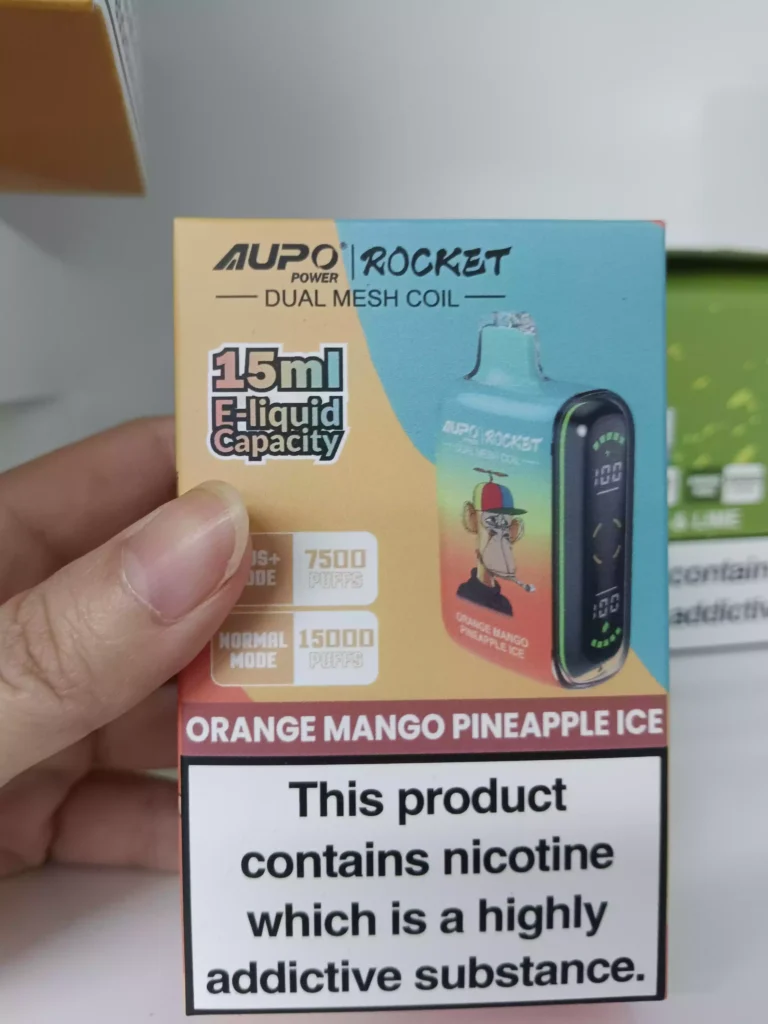 AUPO® | ROCKET
POWER
DUAL MESH COIL
15ml
E-liquid
Capacity
7500
PUFFS
NORMAL
MODE
15000
PUFFS
AUPO | ROCKET
DUAL MESH COIL
100
100
ORANGE MANGO
PINEAPPLE ICE
ORANGE MANGO PINEAPPLE ICE
This product
contains nicotine
which is a highly
addictive substance.
& LIME
contain
addictiv